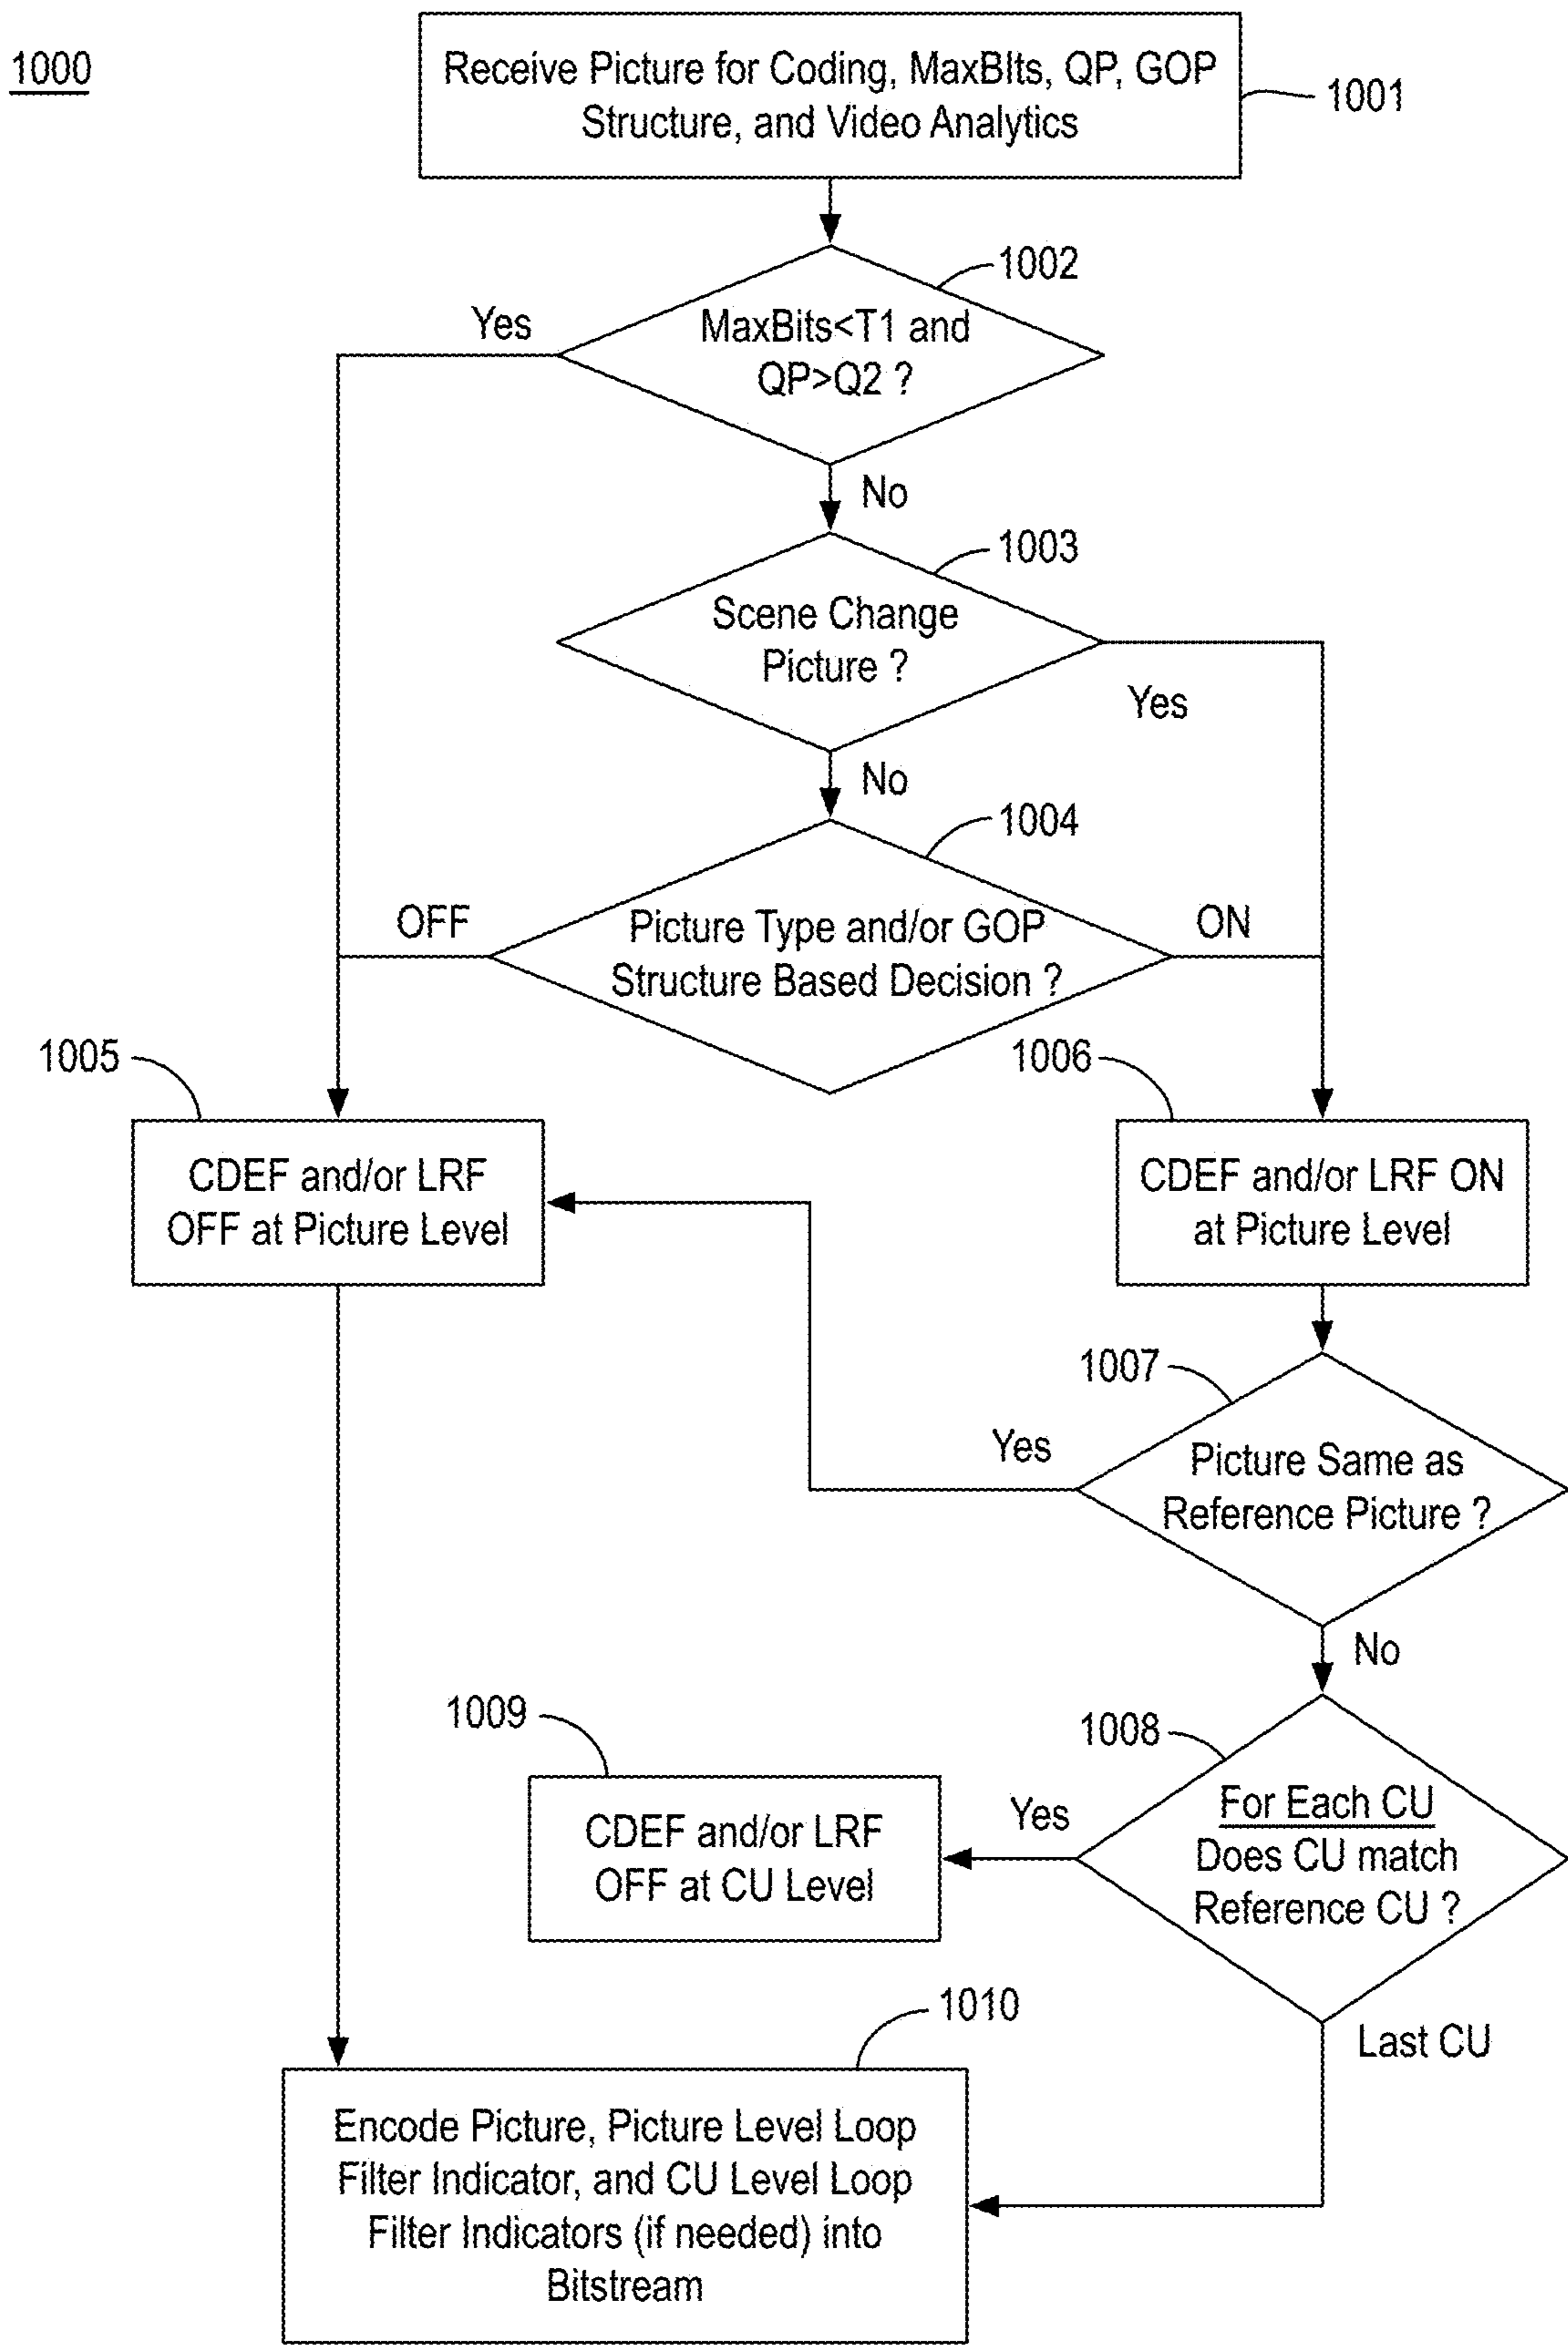 1000
Receive Picture for Coding, MaxBIts, QP, GOP
Structure, and Video Analytics
1001
1002
Yes
MaxBits<T1 and
QP>Q2 ?
No
1003
Scene Change
Picture ?
Yes
No
1004
OFF
Picture Type and/or GOP
Structure Based Decision ?
ON
1005
1006
CDEF and/or LRF
OFF at Picture Level
CDEF and/or LRF ON
at Picture Level
1007
Yes
Picture Same as
Reference Picture ?
No
1009
1008
CDEF and/or LRF
OFF at CU Level
Yes
For Each CU
Does CU match
Reference CU ?
1010
Last CU
Encode Picture, Picture Level Loop
Filter Indicator, and CU Level Loop
Filter Indicators (if needed) into
Bitstream